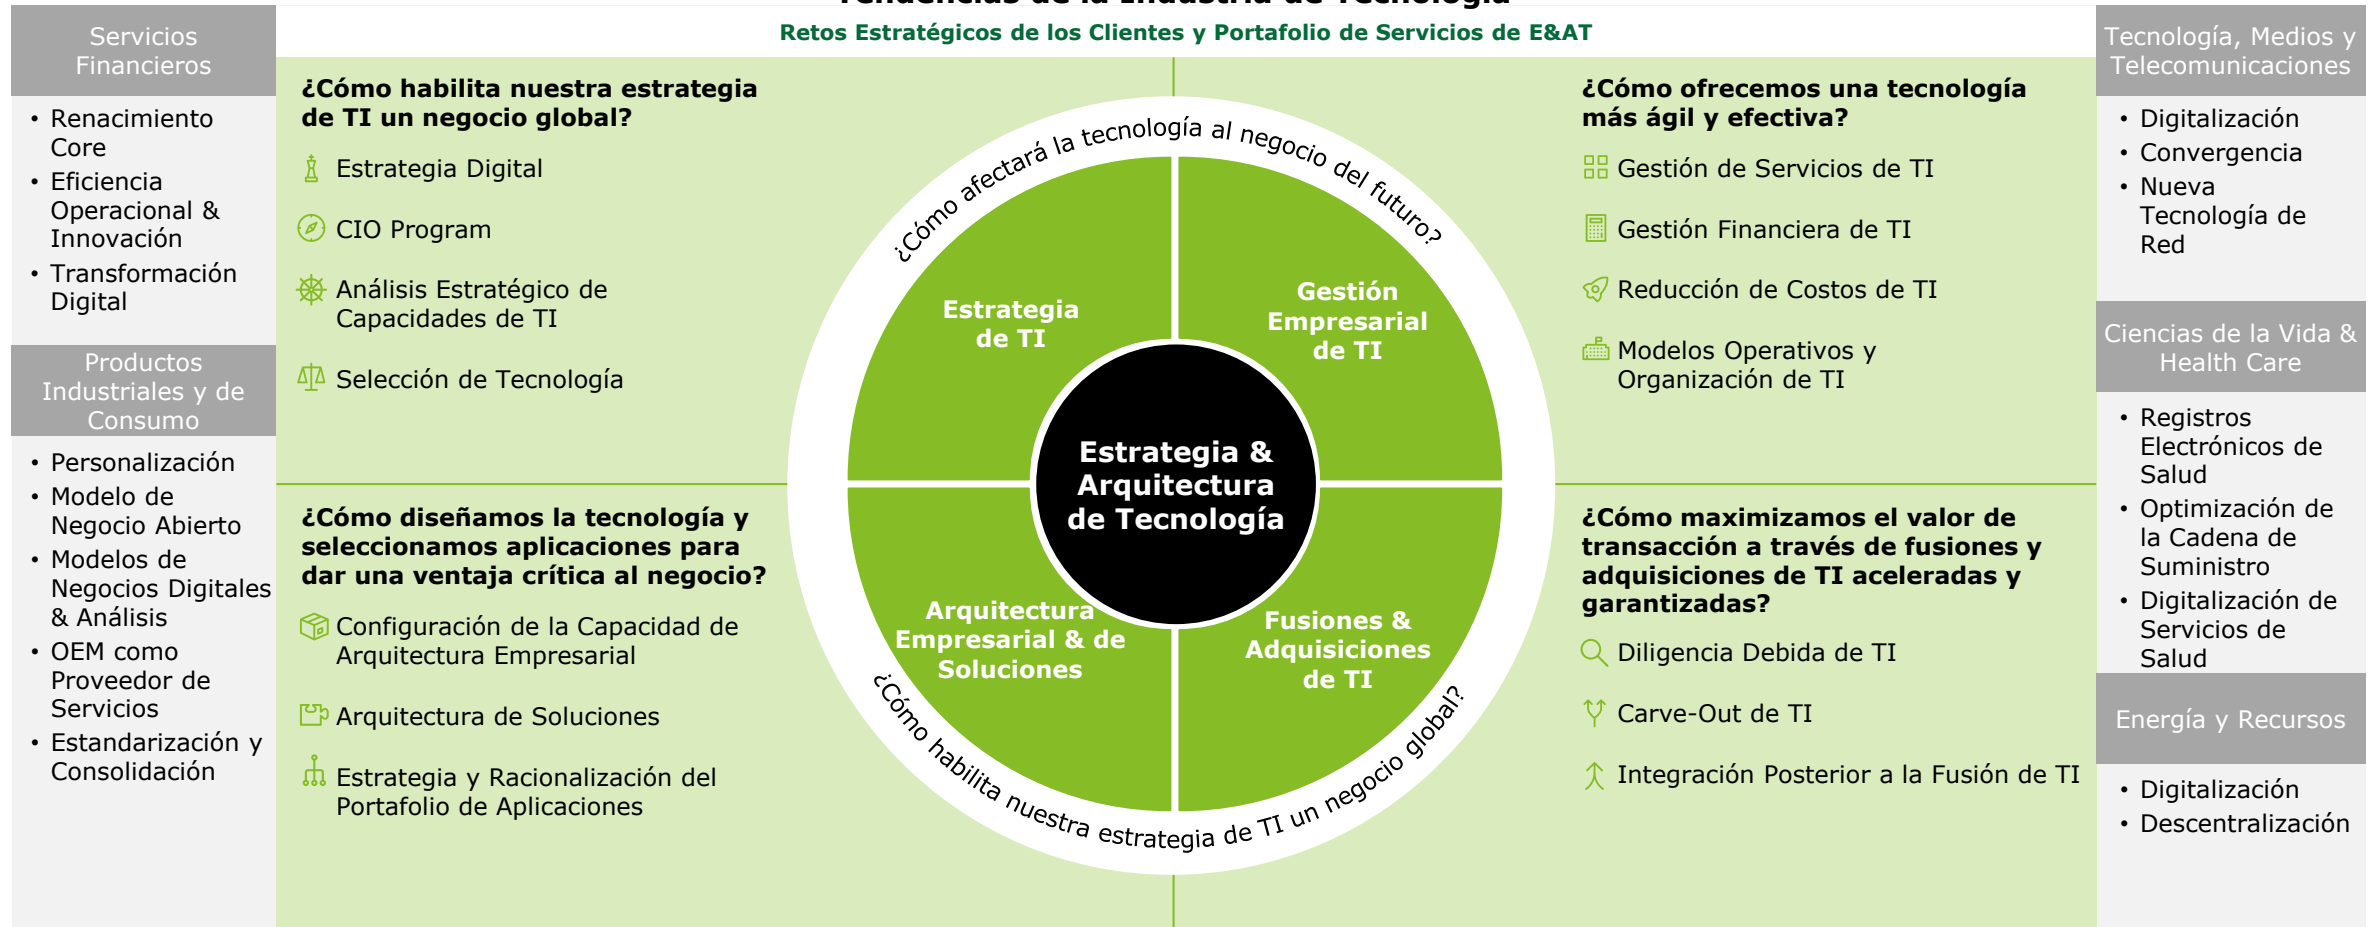 Tendencias de la Industria de Tecnología
Retos Estratégicos de los Clientes y Portafolio de Servicios de E&AT
Servicios
Financieros
• Renacimiento
Core
• Eficiencia
Operacional &
Innovación
• Transformación
Digital
Productos
Industriales y de
Consumo
• Personalización
• Modelo de
Negocio Abierto
• Modelos de
Negocios Digitales
& Análisis
• OEM como
Proveedor de
Servicios
• Estandarización y
Consolidación
¿Cómo habilita nuestra estrategia
de TI un negocio global?
Estrategia Digital
CIO Program
Análisis Estratégico de
Capacidades de TI
Selección de Tecnología
¿Cómo diseñamos la tecnología y
seleccionamos aplicaciones para
dar una ventaja crítica al negocio?
Configuración de la Capacidad de
Arquitectura Empresarial
Arquitectura de Soluciones
Estrategia y Racionalización del
Portafolio de Aplicaciones
¿Cómo afectará la tecnología al negocio del futuro?
Estrategia
de TI
Gestión
Empresarial
de TI
Estrategia &
Arquitectura
de Tecnología
Arquitectura
Empresarial & de
Soluciones
Fusiones &
Adquisiciones
de TI
¿Cómo habilita nuestra estrategia de TI un negocio global?
¿Cómo ofrecemos una tecnología
más ágil y efectiva?
Gestión de Servicios de TI
Gestión Financiera de TI
Reducción de Costos de TI
Modelos Operativos y
Organización de TI
¿Cómo maximizamos el valor de
transacción a través de fusiones y
adquisiciones de TI aceleradas y
garantizadas?
Diligencia Debida de TI
Carve-Out de TI
Integración Posterior a la Fusión de TI
Tecnología, Medios y
Telecomunicaciones
• Digitalización
• Convergencia
• Nueva
Tecnología de
Red
Ciencias de la Vida &
Health Care
• Registros
Electrónicos de
Salud
• Optimización de
la Cadena de
Suministro
• Digitalización de
Servicios de
Salud
Energía y Recursos
• Digitalización
• Descentralización